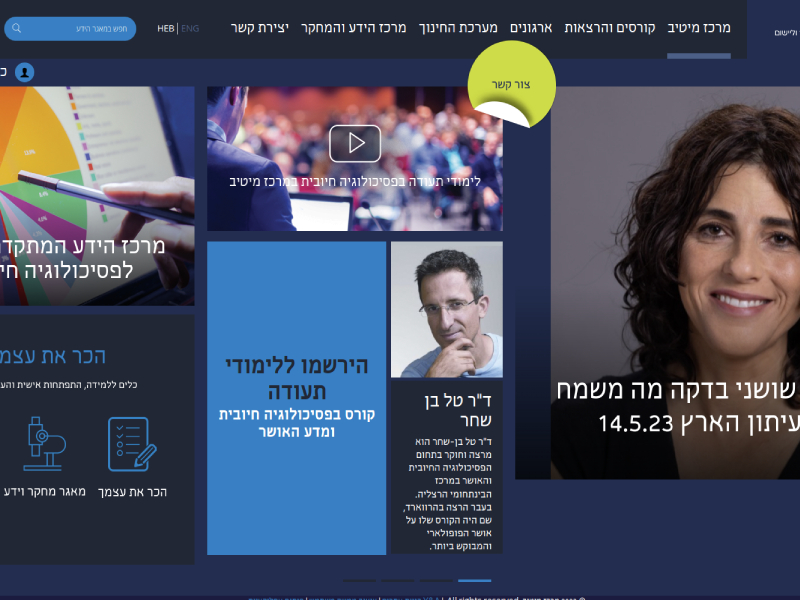 וליישום
מרכז מיטיב
קורסים והרצאות
ארגונים
מערכת החינוך
מרכז הידע והמחקר
יצירת קשר
HEB | ENG
חפש במאגר הידע
צור קשר
לימודי תעודה בפסיכולוגיה חיובית במרכז מיטיב
שושני בדקה מה משמח
עיתון הארץ 14.5.23
מרכז הידע המתקד
לפסיכולוגיה חי
ד"ר טל בן
שחר
ד"ר טל בן-שחר הוא
מרצה וחוקר בתחום
הפסיכולוגיה החיובית
והאושר במרכז
הבינתחומי הרצליה.
בעבר הרצה בהרווארד,
שם היה הקורס שלו על
אושר הפופולארי
והמבוקש ביותר.
הירשמו ללימודי
תעודה
קורס בפסיכולוגיה חיובית
ומדע האושר
הכר את עצמ
כלים ללמידה, התפתחות אישית והע
הכר את עצמך
מאגר מחקר וידע
All rights reserved